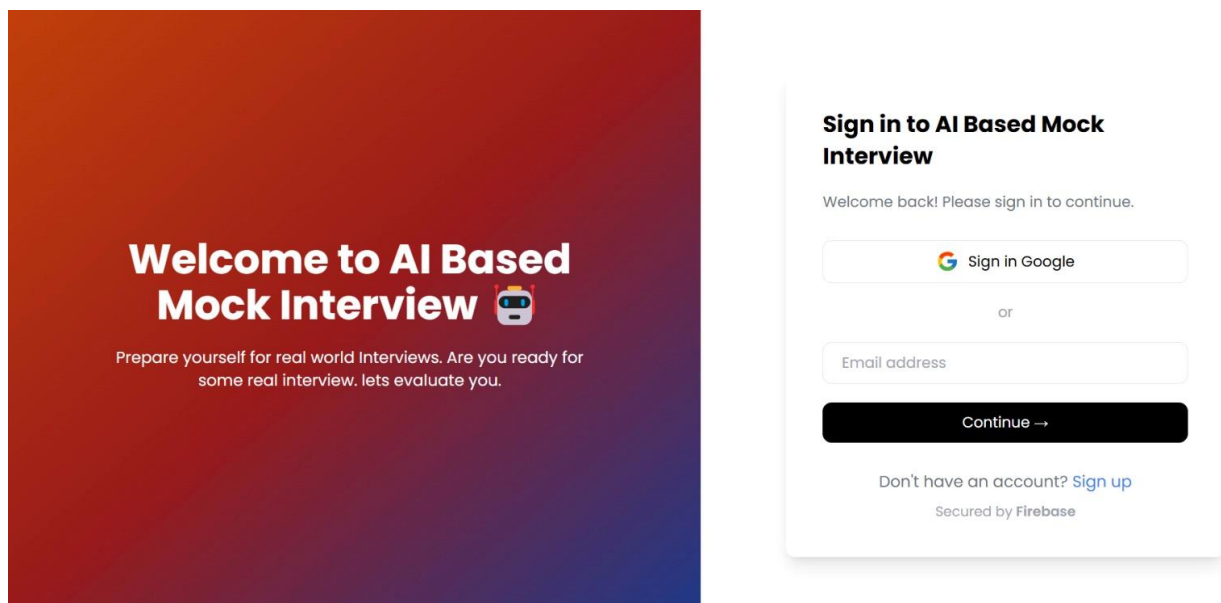 Welcome to AI Based
Mock Interview
Prepare yourself for real world Interviews. Are you ready for
some real interview. lets evaluate you.
Sign in to AI Based Mock
Interview
Welcome back! Please sign in to continue.
Sign in Google
or
Email address
Continue →
Don't have an account? Sign up
Secured by Firebase